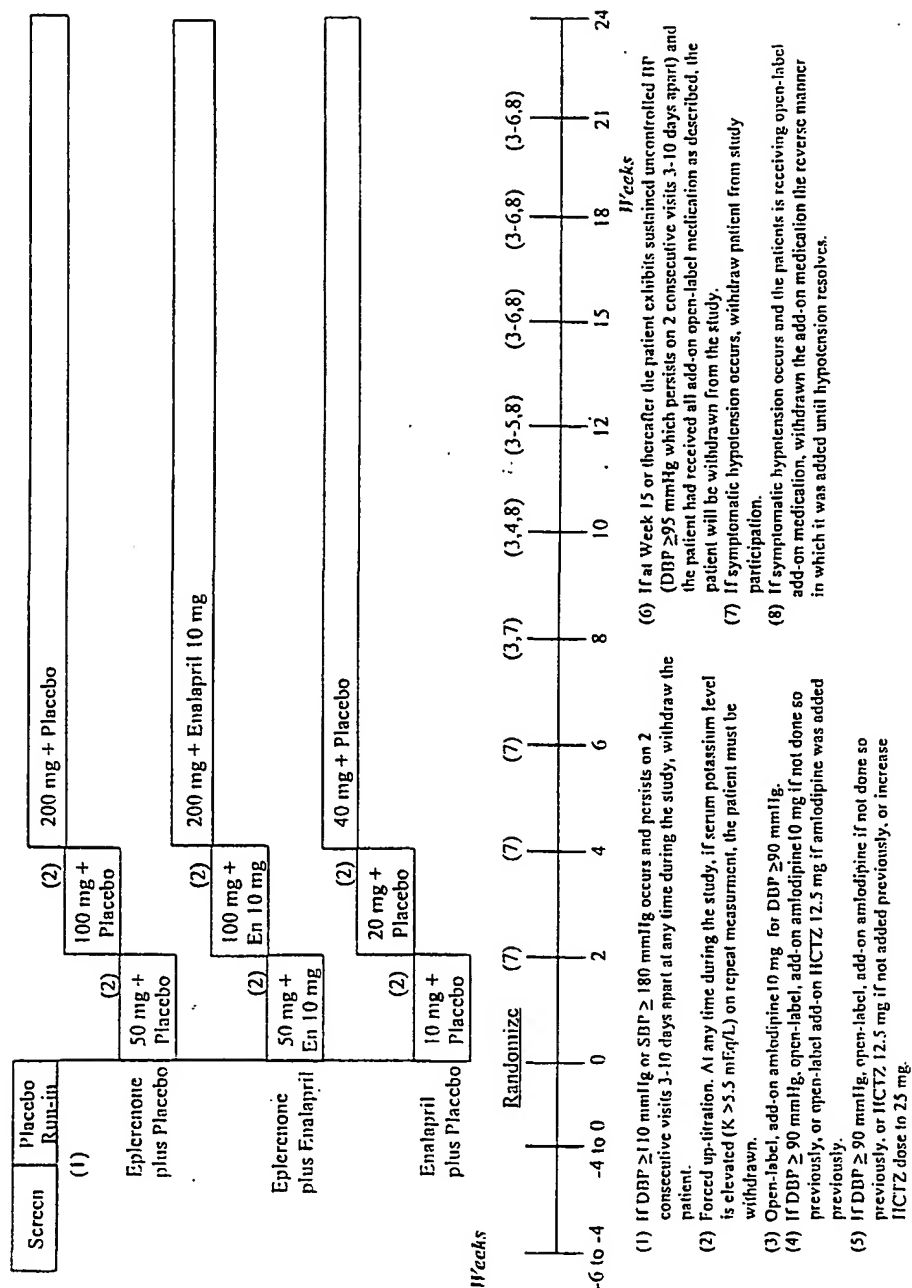 Screen
Placebo
Run-in
(1)
Eplerenone
plus Placebo
50 mg +
Placebo
(2)
100 mg +
Placebo
(2)
200 mg + Placebo
Eplerenone
plus Enalapril
50 mg +
En 10 mg
(2)
100 mg +
En 10 mg
(2)
200 mg + Enalapril 10 mg
Enalapril
plus Placebo
10 mg +
Placebo
(2)
20 mg +
Placebo
(2)
40 mg + Placebo
Randomize
(7) (7) (7) (3,7) (3,4,8) (3-5,8) (3-6,8) (3-6,8) (3-6,8)
Weeks
-6 to -4 -4 to 0 0 2 4 6 8 10 12 15 18 21 24
Weeks
(1) If DBP ≥110 mmHg or SBP ≥ 180 mmHg occurs and persists on 2
consecutive visits 3-10 days apart at any time during the study, withdraw the
patient.
(2) Forced up-titration. At any time during the study, if serum potassium level
is elevated (K >5.5 mEq/L) on repeat measurment, the patient must be
withdrawn.
(3) Open-label, add-on amlodipine10 mg for DBP ≥90 mmHg.
(4) If DBP ≥ 90 mmHg, open-label, add-on amlodipine10 mg if not done so
previously, or open-label add-on HCTZ 12.5 mg if amlodipine was added
previously.
(5) If DBP ≥ 90 mmHg, open-label, add-on amlodipine if not done so
previously, or HCTZ 12.5 mg if not added previously, or increase
HCTZ dose to 25 mg.
(6) If at Week 15 or thereafter the patient exhibits sustained uncontrolled BP
(DBP ≥95 mmHg which persists on 2 consecutive visits 3-10 days apart) and
the patient had received all add-on open-label medication as described, the
patient will be withdrawn from the study.
(7) If symptomatic hypotension occurs, withdraw patient from study
participation.
(8) If symptomatic hypotension occurs and the patients is receiving open-label
add-on medication, withdrawn the add-on medication the reverse manner
in which it was added until hypotension resolves.